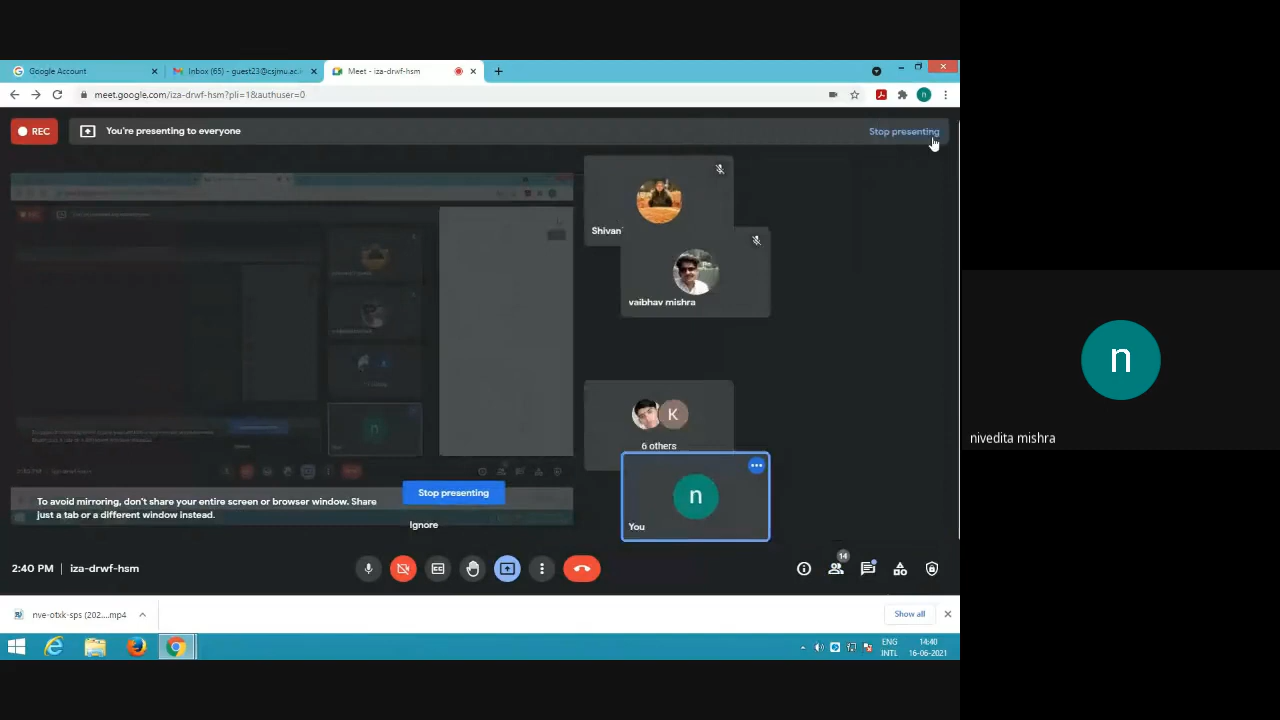 Google Account
Inbox (65) - guest23@csjmu.ac.i
Meet - iza-drwf-hsm
meet.google.com/iza-drwf-hsm?pli=1&authuser=0
n
REC
You're presenting to everyone
Stop presenting
Shivan
vaibhav mishra
K
6 others
n
You
n
nivedita mishra
To avoid mirroring, don't share your entire screen or browser window. Share
just a tab or a different window instead.
Stop presenting
Ignore
2:40 PM | iza-drwf-hsm
14
nve-otxk-sps (202....mp4
Show all
ENG
INTL
14:40
16-06-2021